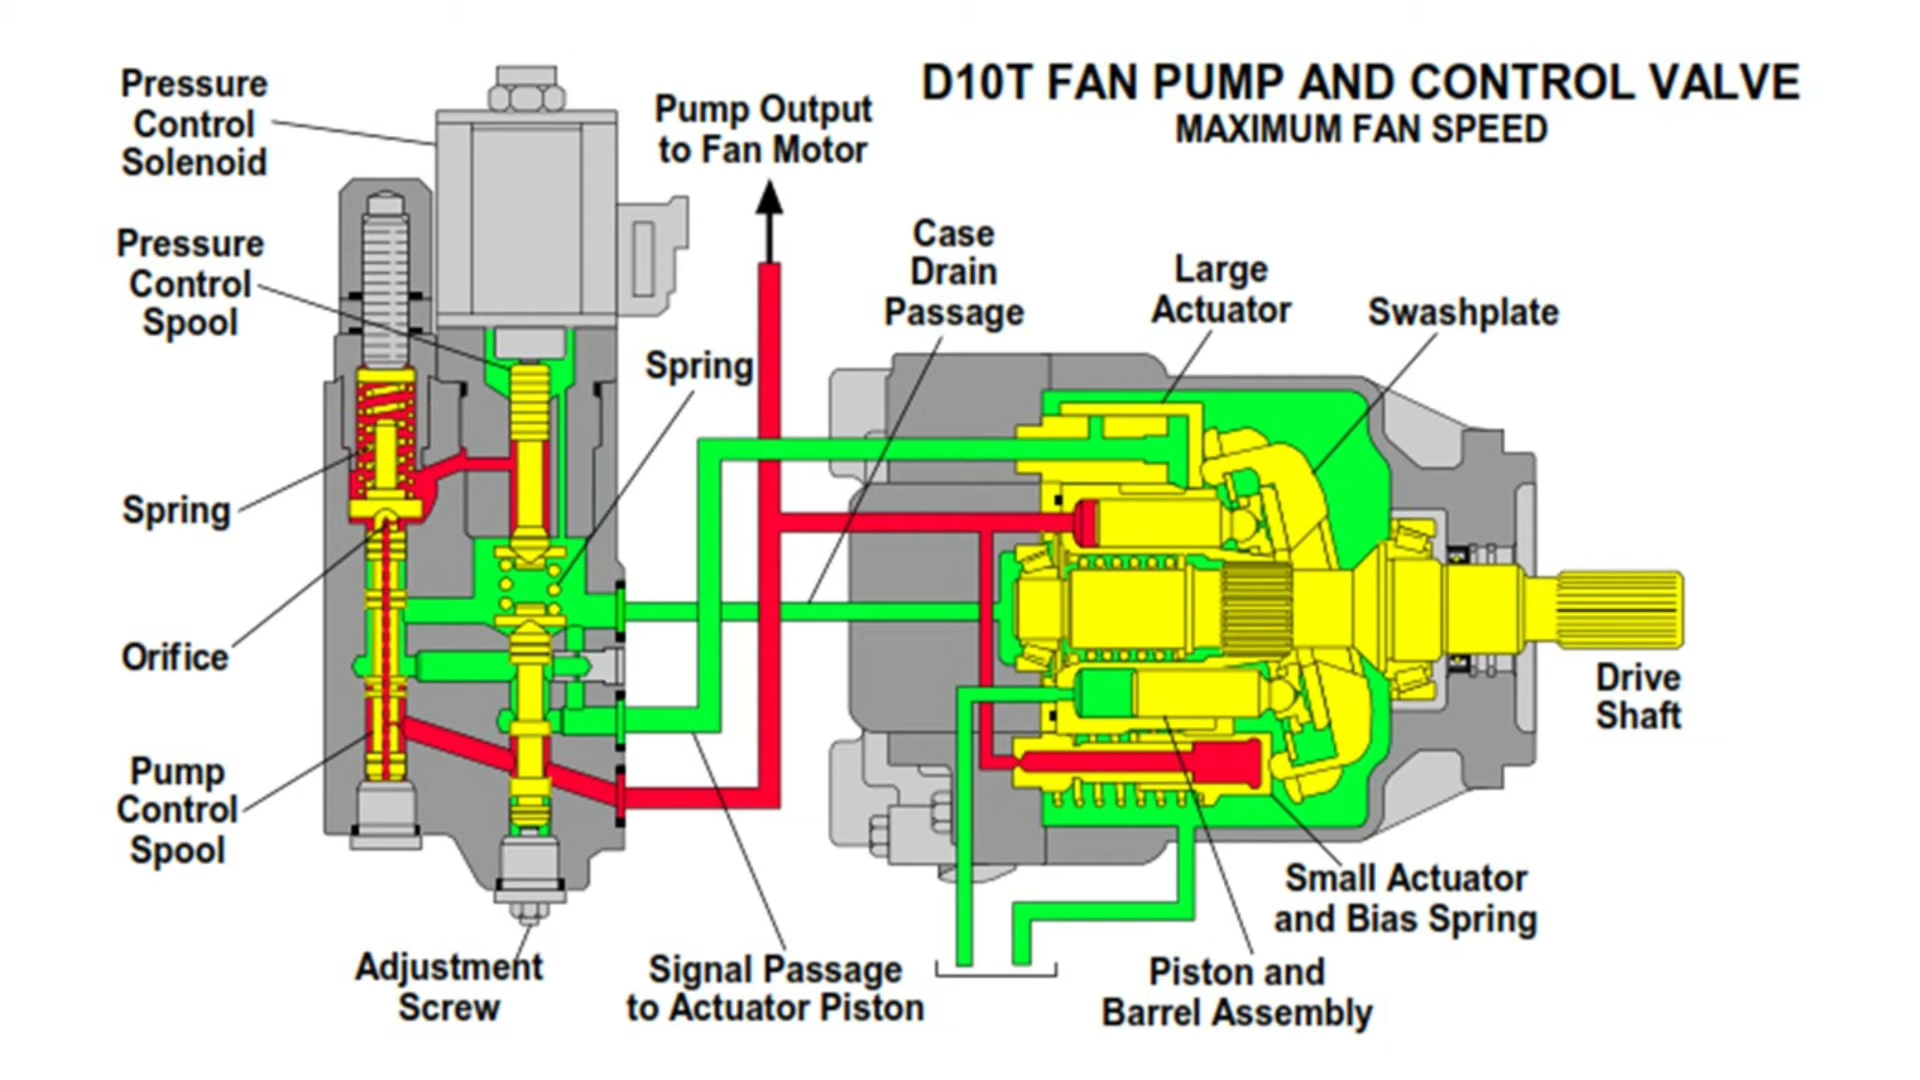 D10T FAN PUMP AND CONTROL VALVE
MAXIMUM FAN SPEED
Pressure
Control
Solenoid
Pump Output
to Fan Motor
Pressure
Control
Spool
Case
Drain
Passage
Large
Actuator
Swashplate
Spring
Spring
Orifice
Drive
Shaft
Pump
Control
Spool
Small Actuator
and Bias Spring
Adjustment
Screw
Signal Passage
to Actuator Piston
Piston and
Barrel Assembly